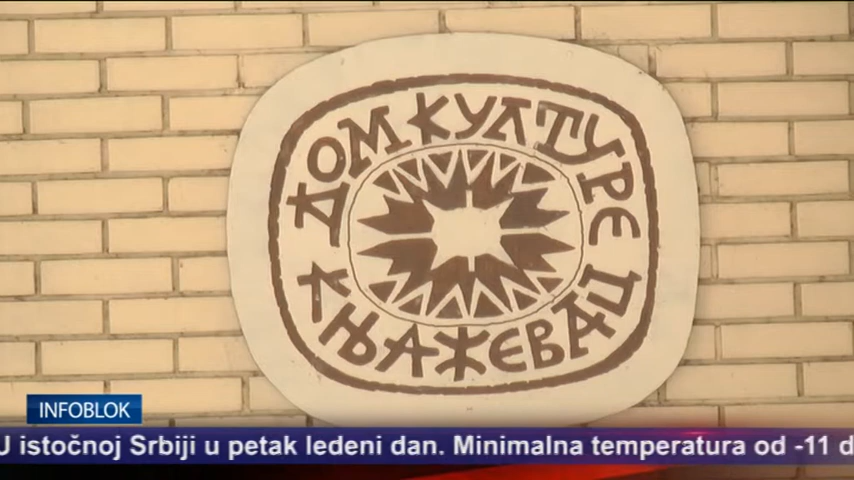 ДОМ КУЛТУРЕ
КЊАЖЕВАЦ
INFOBLOK
U istočnoj Srbiji u petak ledeni dan. Minimalna temperatura od -11 d